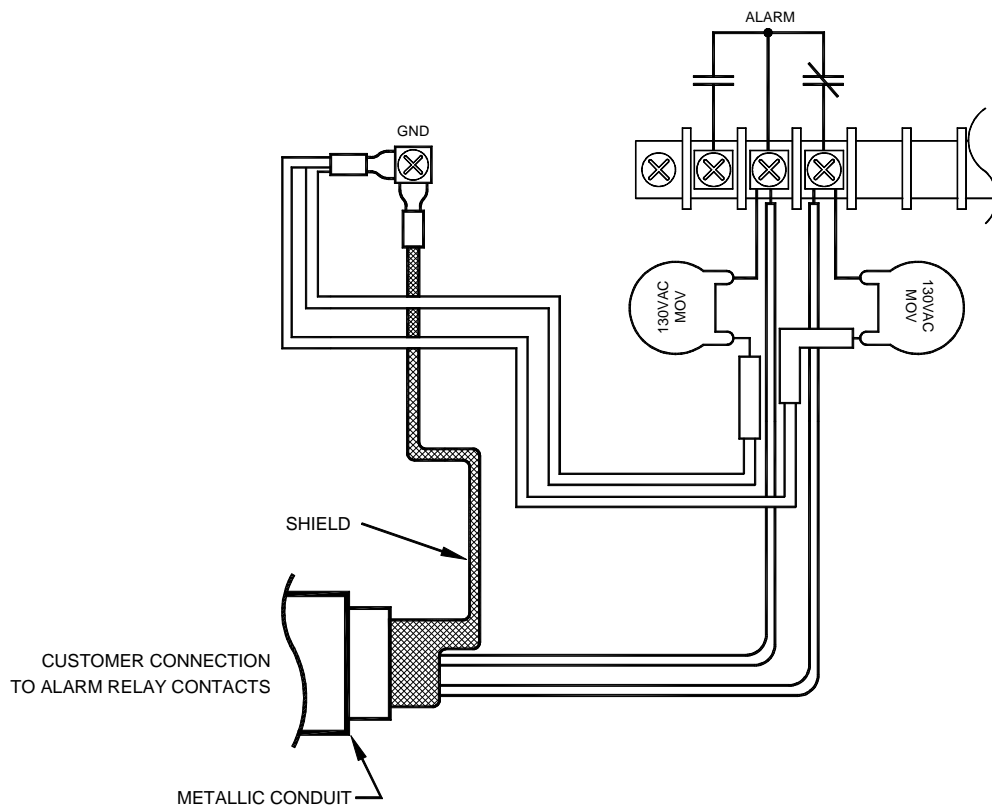 ALARM
GND
130VAC
MOV
130VAC
MOV
SHIELD
CUSTOMER CONNECTION
TO ALARM RELAY CONTACTS
METALLIC CONDUIT